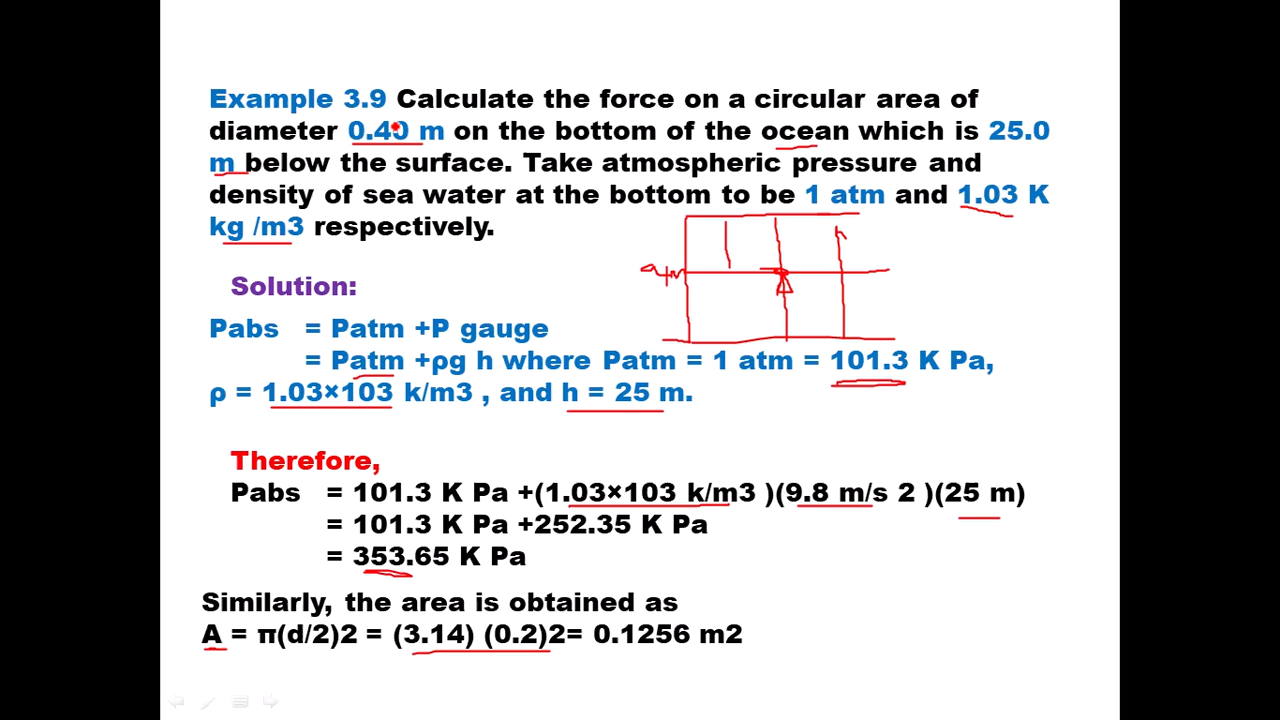 Example 3.9 Calculate the force on a circular area of
diameter 0.40 m on the bottom of the ocean which is 25.0
m below the surface. Take atmospheric pressure and
density of sea water at the bottom to be 1 atm and 1.03 K
kg /m3 respectively.
atm
h
Solution:
Pabs = Patm +P gauge
= Patm +ρg h where Patm = 1 atm = 101.3 K Pa,
ρ = 1.03×103 k/m3 , and h = 25 m.
Therefore,
Pabs = 101.3 K Pa +(1.03×103 k/m3 )(9.8 m/s 2 )(25 m)
= 101.3 K Pa +252.35 K Pa
= 353.65 K Pa
Similarly, the area is obtained as
A = π(d/2)2 = (3.14) (0.2)2= 0.1256 m2